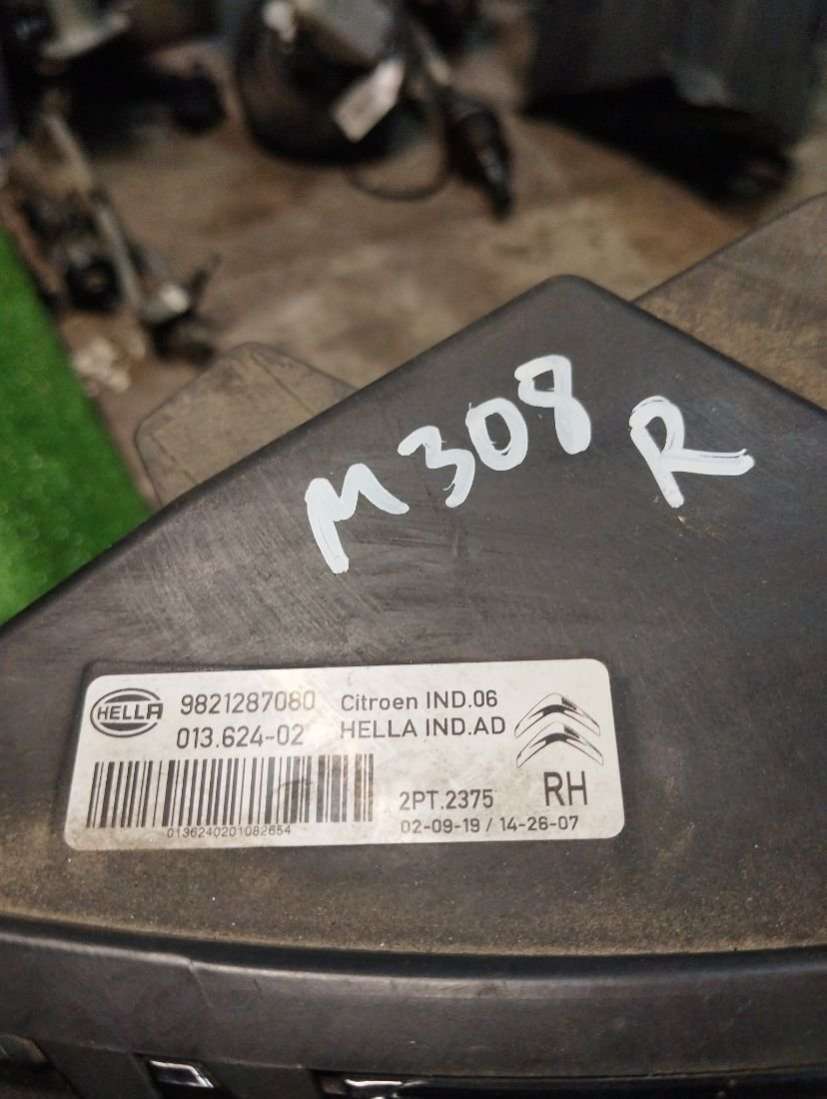 M308 R
HELLA
9821287080 Citroen IND.06
013.624-02 HELLA IND.AD
0136240201082654
2PT.2375 RH
02-09-19 / 14-26-07